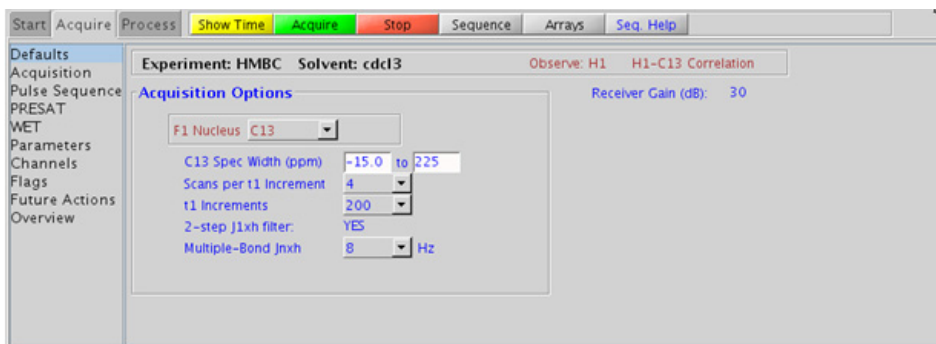 Start Acquire Process Show Time Acquire Stop Sequence Arrays Seq. Help
Defaults
Acquisition
Pulse Sequence
PRESAT
WET
Parameters
Channels
Flags
Future Actions
Overview
Experiment: HMBC Solvent: cdcl3 Observe: H1 H1-C13 Correlation
Acquisition Options
Receiver Gain (dB): 30
F1 Nucleus C13
C13 Spec Width (ppm) -15.0 to 225
Scans per t1 Increment 4
t1 Increments 200
2-step J1xh filter: YES
Multiple-Bond Jnxh 8 Hz